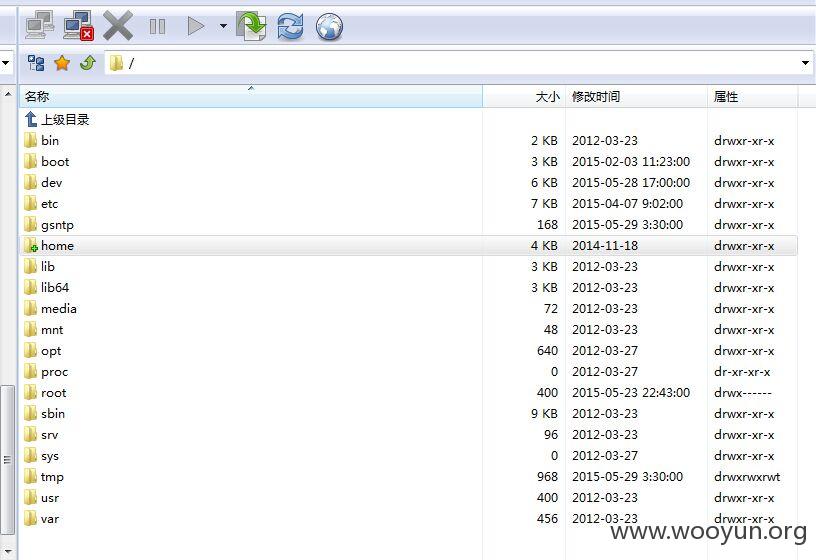 /
名称 大小 修改时间 属性
上级目录
bin 2 KB 2012-03-23 drwxr-xr-x
boot 3 KB 2015-02-03 11:23:00 drwxr-xr-x
dev 6 KB 2015-05-28 17:00:00 drwxr-xr-x
etc 7 KB 2015-04-07 9:02:00 drwxr-xr-x
gsntp 168 2015-05-29 3:30:00 drwxr-xr-x
home 4 KB 2014-11-18 drwxr-xr-x
lib 3 KB 2012-03-23 drwxr-xr-x
lib64 3 KB 2012-03-23 drwxr-xr-x
media 72 2012-03-23 drwxr-xr-x
mnt 48 2012-03-23 drwxr-xr-x
opt 640 2012-03-27 drwxr-xr-x
proc 0 2012-03-27 dr-xr-xr-x
root 400 2015-05-23 22:43:00 drwx------
sbin 9 KB 2012-03-23 drwxr-xr-x
srv 96 2012-03-23 drwxr-xr-x
sys 0 2012-03-27 drwxr-xr-x
tmp 968 2015-05-29 3:30:00 drwxrwxrwt
usr 400 2012-03-23 drwxr-xr-x
var 456 2012-03-23 drwxr-xr-x
www.wooyun.org